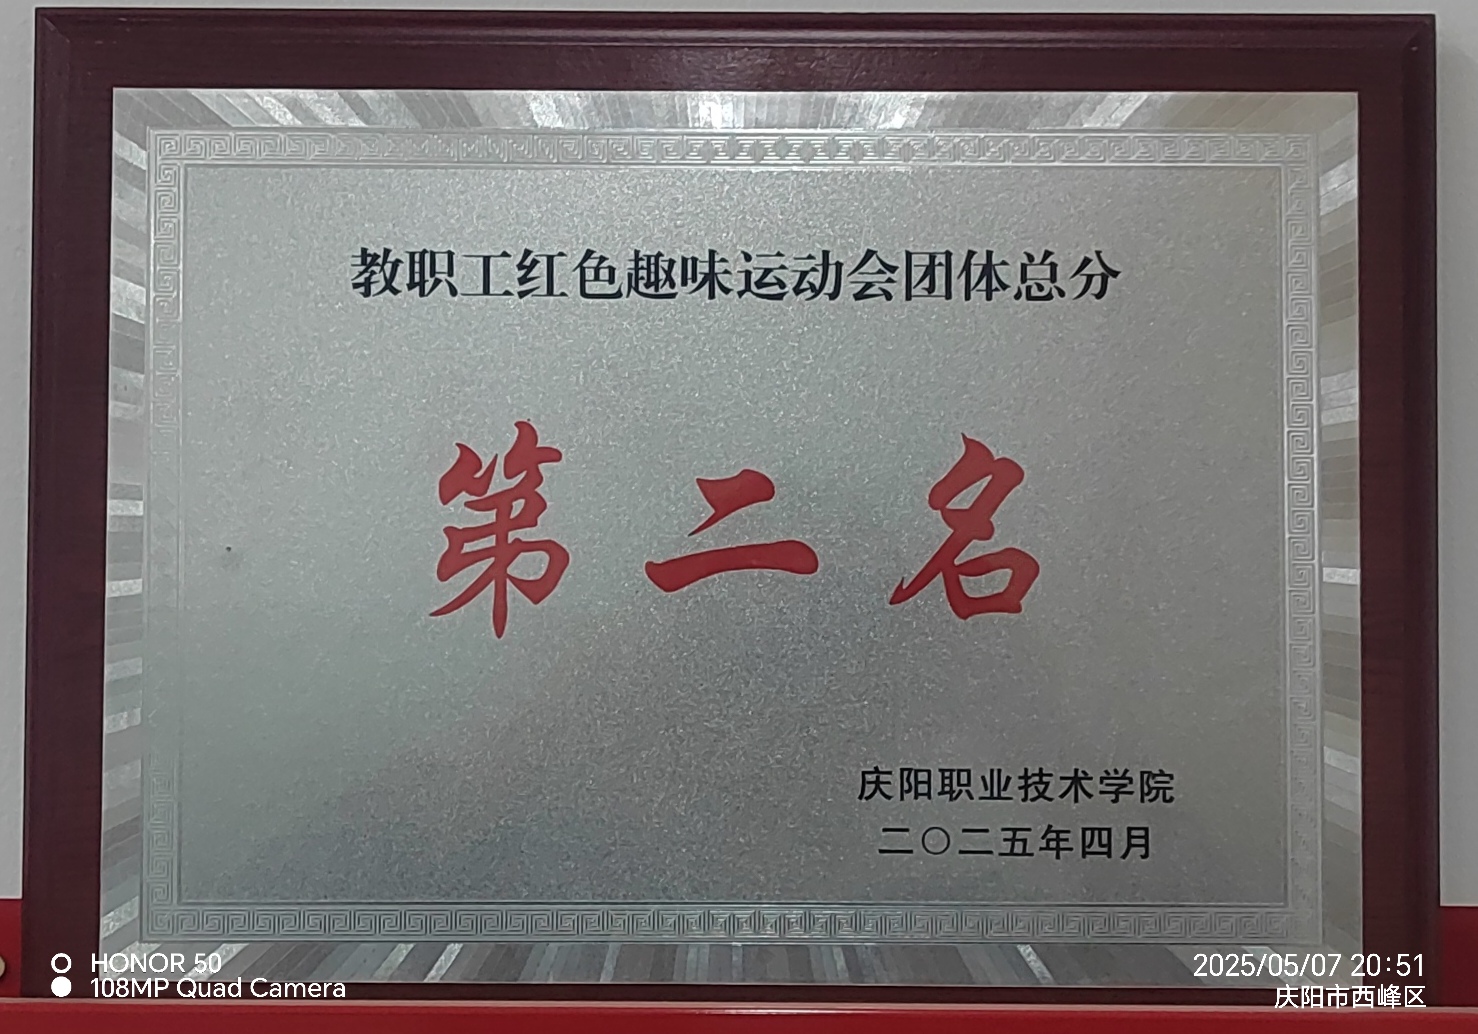 教职工红色趣味运动会团体总分
第二名
庆阳职业技术学院
二〇二五年四月
HONOR 50
108MP Quad Camera
2025/05/07 20:51
庆阳市西峰区